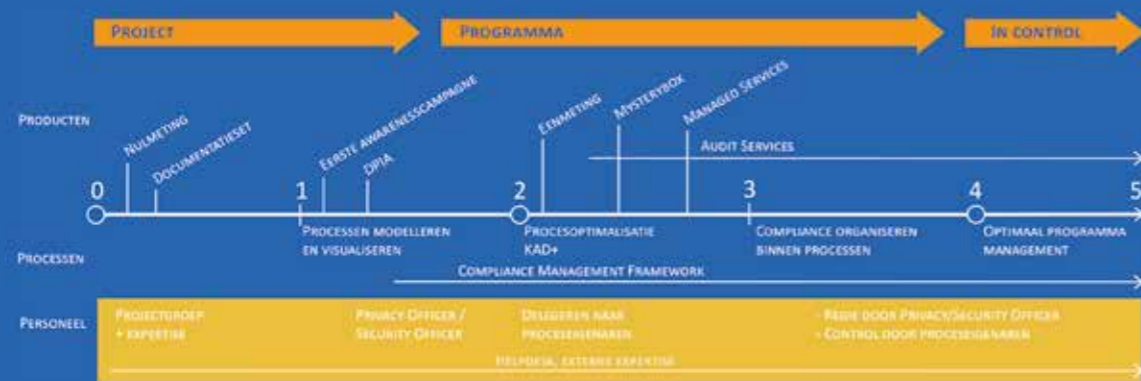 PROJECT
PROGRAMMA
IN CONTROL
PRODUCTEN
NULMETING
DOCUMENTATIESET
EERSTE AWARENESSCAMPAGNE
DPIA
EENMETING
MYSTERYBOX
MANAGED SERVICES
AUDIT SERVICES
0
1
2
3
4
5
PROCESSEN MODELLEREN
EN VISUALISEREN
PROCESOPTIMALISATIE
KAD+
COMPLIANCE ORGANISEREN
BINNEN PROCESSEN
OPTIMAAL PROGRAMMA
MANAGEMENT
PROCESSEN
COMPLIANCE MANAGEMENT FRAMEWORK
PERSONEEL
PROJECTGROEP
+ EXPERTISE
PRIVACY OFFICER /
SECURITY OFFICER
DELEGEREN NAAR
PROCESEIGENAREN
- REGIE DOOR PRIVACY/SECURITY OFFICER
- CONTROL DOOR PROCESEIGENAREN
HELPDESK, EXTERNE EXPERTISE